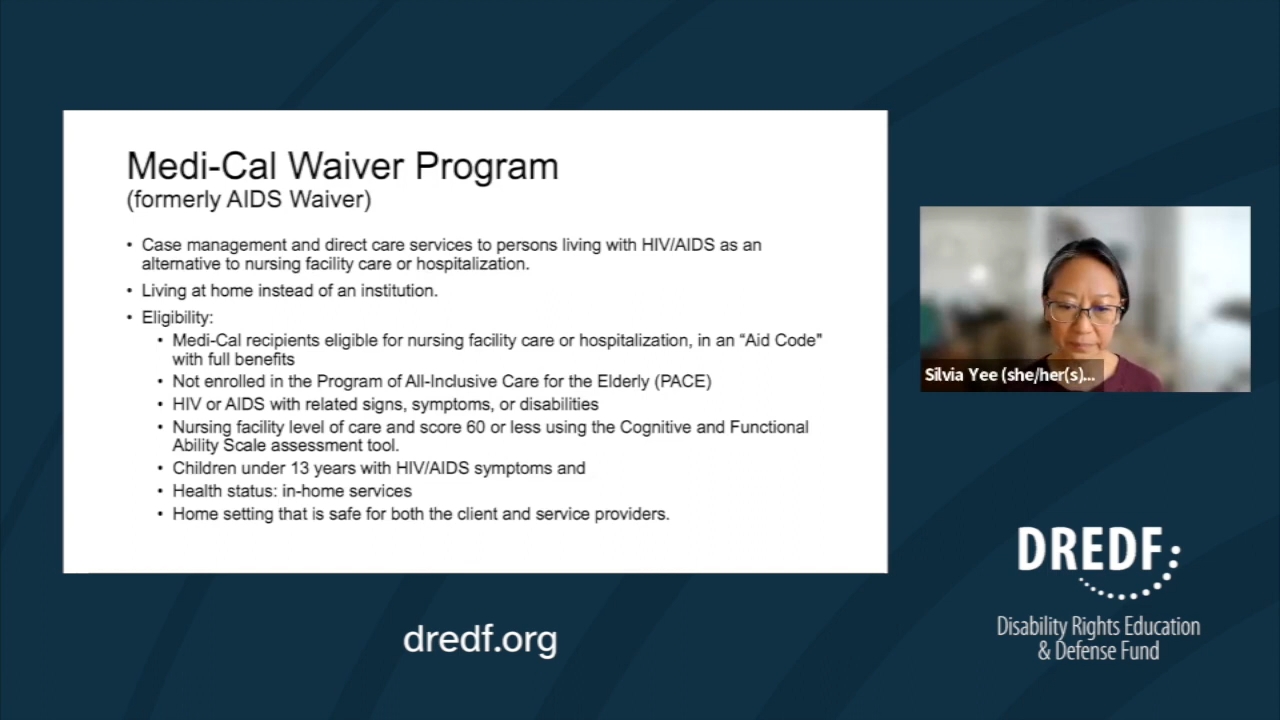 Medi-Cal Waiver Program
(formerly AIDS Waiver)
• Case management and direct care services to persons living with HIV/AIDS as an
alternative to nursing facility care or hospitalization.
• Living at home instead of an institution.
• Eligibility:
• Medi-Cal recipients eligible for nursing facility care or hospitalization, in an “Aid Code"
with full benefits
• Not enrolled in the Program of All-Inclusive Care for the Elderly (PACE)
• HIV or AIDS with related signs, symptoms, or disabilities
• Nursing facility level of care and score 60 or less using the Cognitive and Functional
Ability Scale assessment tool.
• Children under 13 years with HIV/AIDS symptoms and
• Health status: in-home services
• Home setting that is safe for both the client and service providers.
Silvia Yee (she/her(s)...
dredf.org
DREDF
Disability Rights Education
& Defense Fund